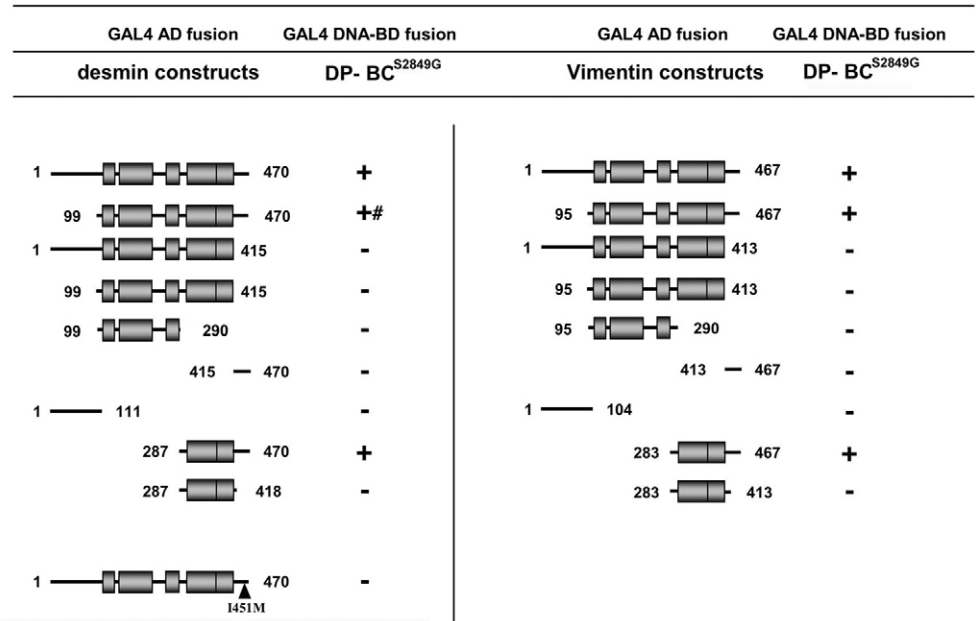 GAL4 AD fusion GAL4 DNA-BD fusion GAL4 AD fusion GAL4 DNA-BD fusion
desmin constructs DP- BC^S2849G Vimentin constructs DP- BC^S2849G
1 470 + 1 467 +
99 470 +# 95 467 +
1 415 - 1 413 -
99 415 - 95 413 -
99 290 - 95 290 -
415 470 - 413 467 -
1 111 - 1 104 -
287 470 + 283 467 +
287 418 - 283 413 -
1 470 -
I451M